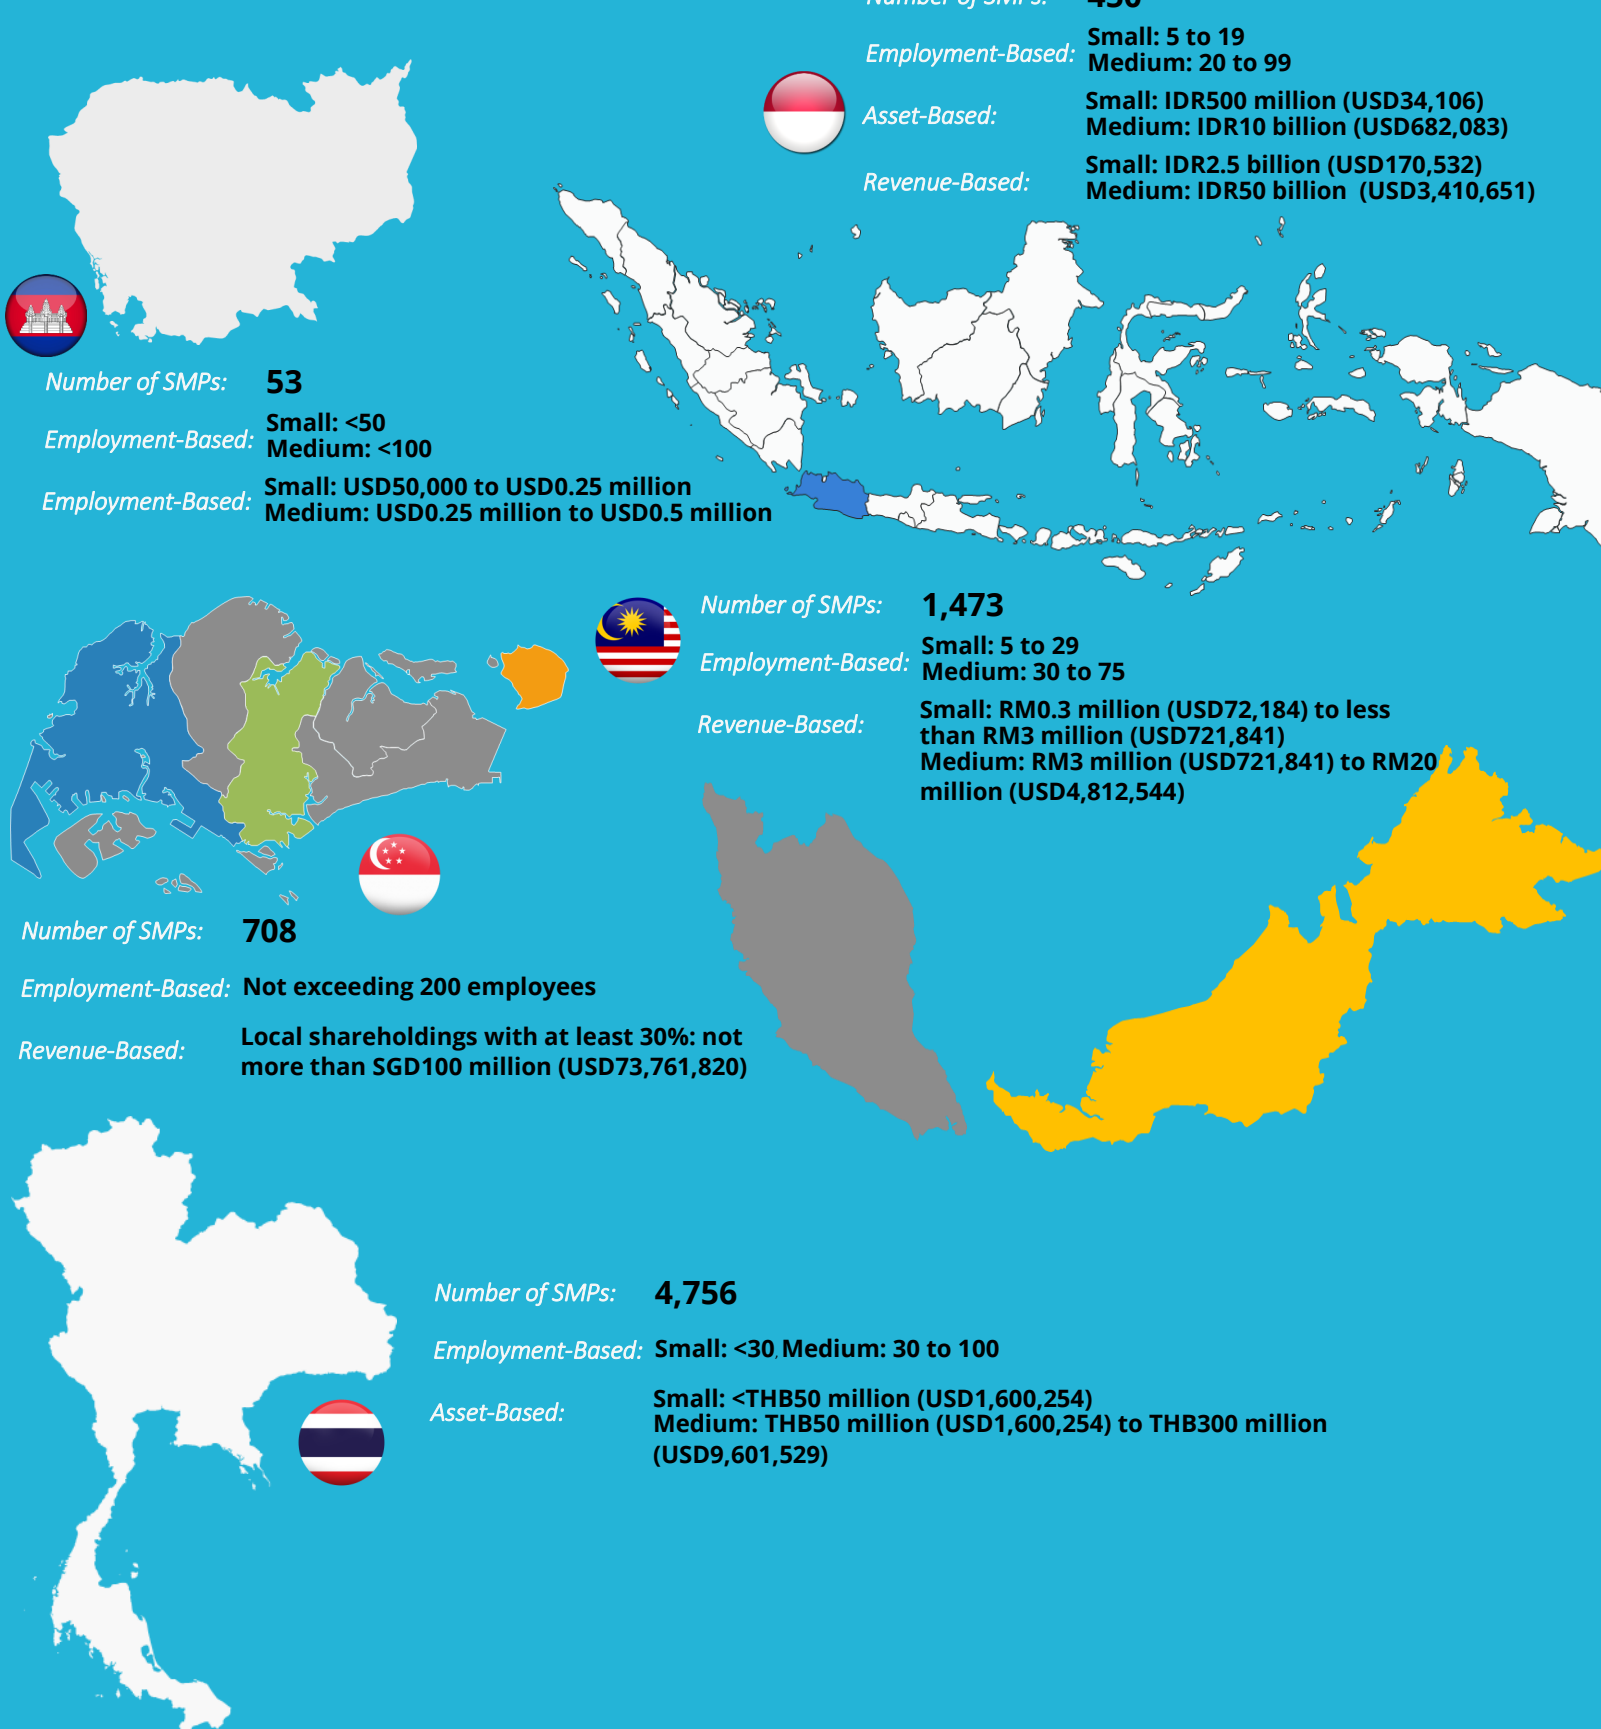 Employment-Based:
Small: 5 to 19
Medium: 20 to 99
Asset-Based:
Small: IDR500 million (USD34,106)
Medium: IDR10 billion (USD682,083)
Revenue-Based:
Small: IDR2.5 billion (USD170,532)
Medium: IDR50 billion (USD3,410,651)
Number of SMPs: 53
Employment-Based:
Small: <50
Medium: <100
Employment-Based:
Small: USD50,000 to USD0.25 million
Medium: USD0.25 million to USD0.5 million
Number of SMPs: 1,473
Employment-Based:
Small: 5 to 29
Medium: 30 to 75
Revenue-Based:
Small: RM0.3 million (USD72,184) to less
than RM3 million (USD721,841)
Medium: RM3 million (USD721,841) to RM20
million (USD4,812,544)
Number of SMPs: 708
Employment-Based: Not exceeding 200 employees
Revenue-Based:
Local shareholdings with at least 30%: not
more than SGD100 million (USD73,761,820)
Number of SMPs: 4,756
Employment-Based: Small: <30, Medium: 30 to 100
Asset-Based:
Small: <THB50 million (USD1,600,254)
Medium: THB50 million (USD1,600,254) to THB300 million
(USD9,601,529)